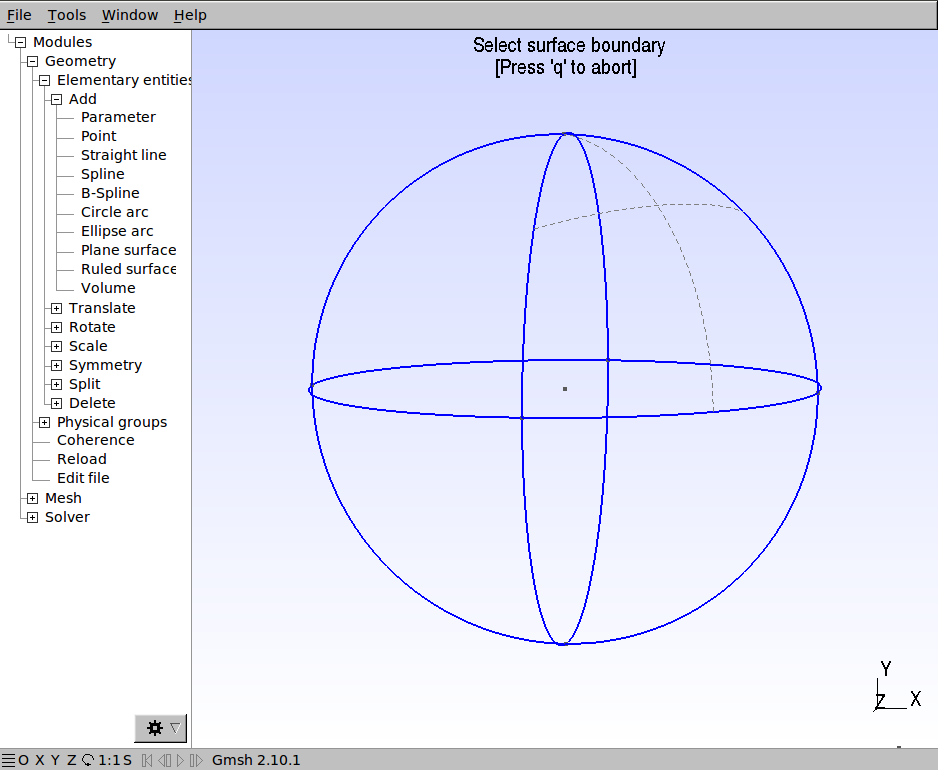 File Tools Window Help
Modules
Geometry
Elementary entities
Add
Parameter
Point
Straight line
Spline
B-Spline
Circle arc
Ellipse arc
Plane surface
Ruled surface
Volume
Translate
Rotate
Scale
Symmetry
Split
Delete
Physical groups
Coherence
Reload
Edit file
Mesh
Solver
Select surface boundary
[Press 'q' to abort]
Y
Z X
O X Y Z 1:1 S Gmsh 2.10.1